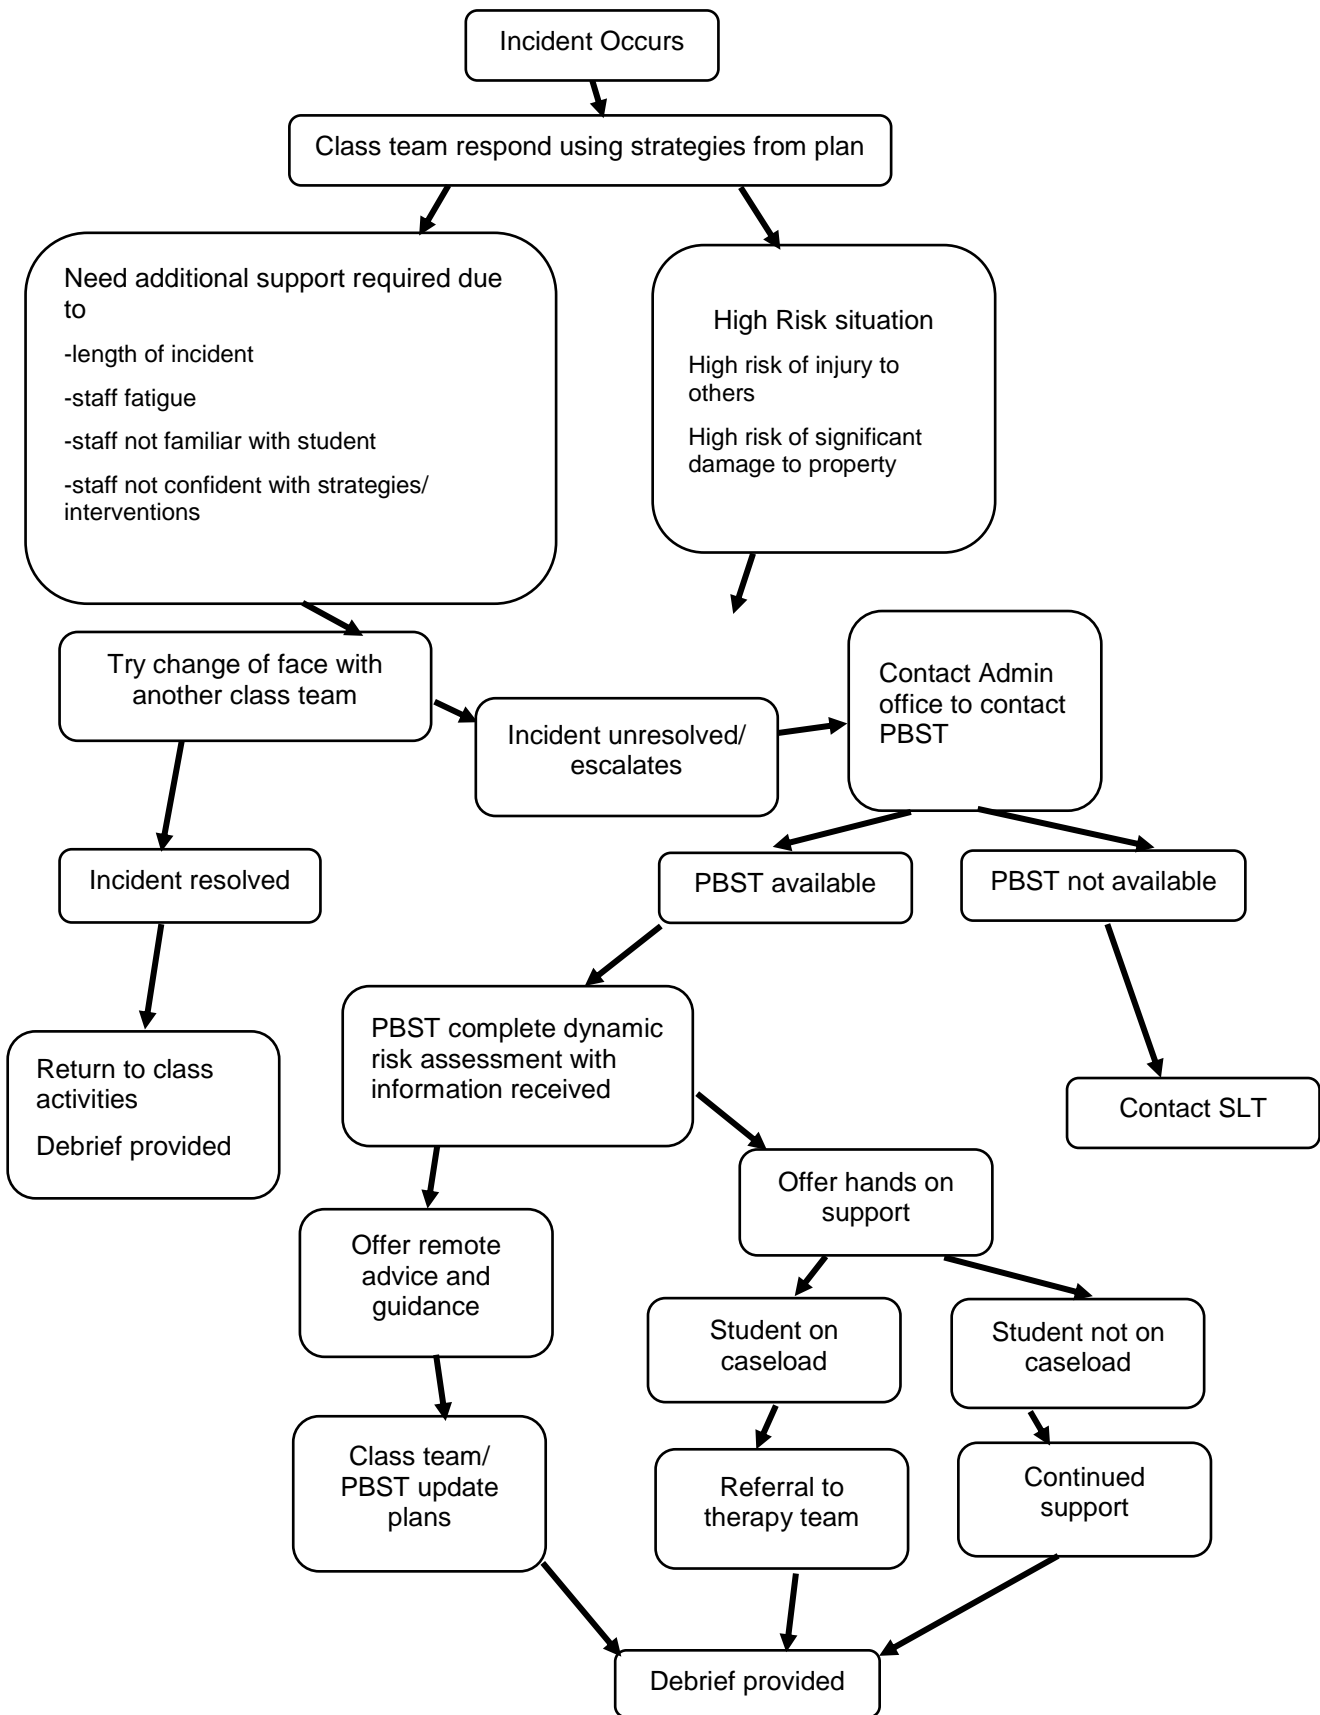 Incident Occurs
Class team respond using strategies from plan
Need additional support required due
to
-length of incident
-staff fatigue
-staff not familiar with student
-staff not confident with strategies/
interventions
High Risk situation
High risk of injury to
others
High risk of significant
damage to property
Try change of face with
another class team
Incident unresolved/
escalates
Contact Admin
office to contact
PBST
Incident resolved
PBST available
PBST not available
Return to class
activities
Debrief provided
PBST complete dynamic
risk assessment with
information received
Contact SLT
Offer hands on
support
Offer remote
advice and
guidance
Student on
caseload
Student not on
caseload
Class team/
PBST update
plans
Referral to
therapy team
Continued
support
Debrief provided